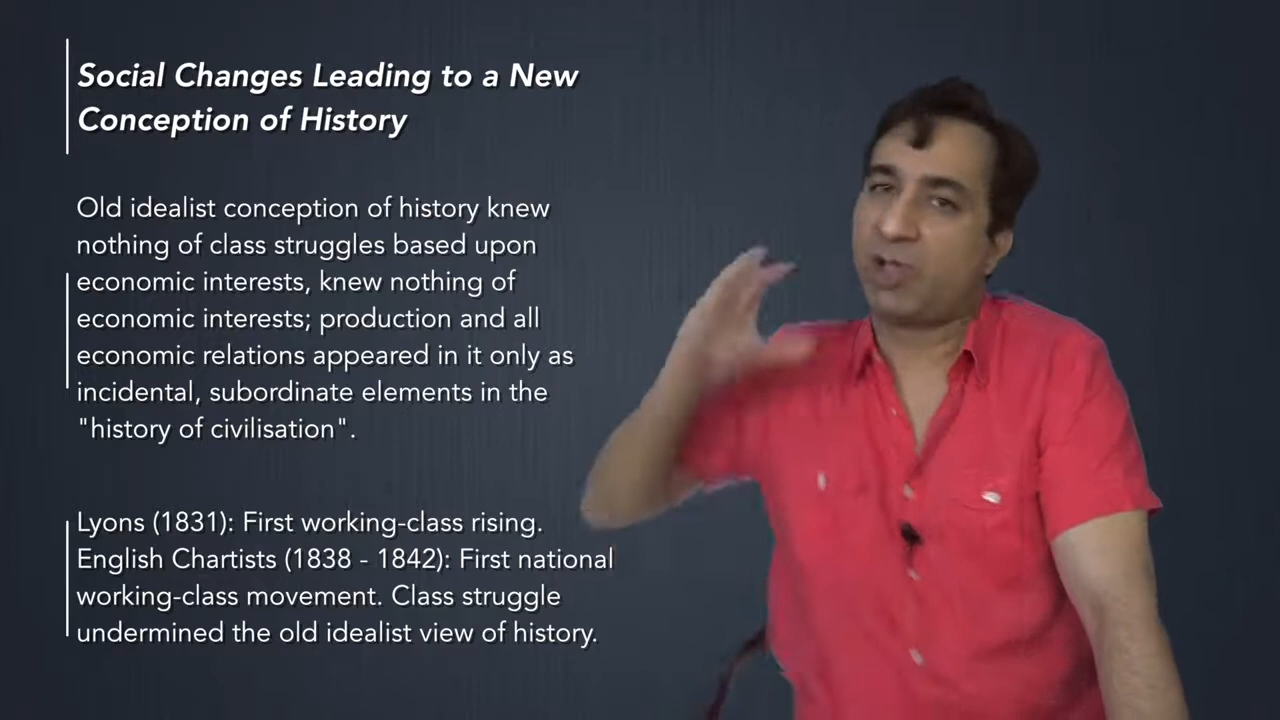 Social Changes Leading to a New
Conception of History
Old idealist conception of history knew
nothing of class struggles based upon
economic interests, knew nothing of
economic interests; production and all
economic relations appeared in it only as
incidental, subordinate elements in the
"history of civilisation".
Lyons (1831): First working-class rising.
English Chartists (1838 - 1842): First national
working-class movement. Class struggle
undermined the old idealist view of history.